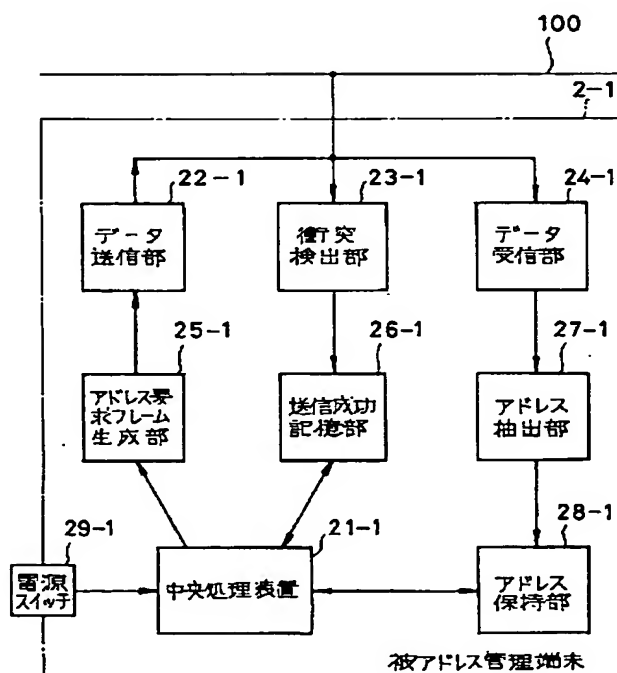 100
2-1
22-1
23-1
24-1
データ
送信部
衝突
検出部
データ
受信部
25-1
26-1
27-1
アドレス要
求フレーム
生成部
送信成功
記憶部
アドレス
抽出部
29-1
21-1
28-1
電源
スイッチ
中央処理装置
アドレス
保持部
被アドレス管理端末